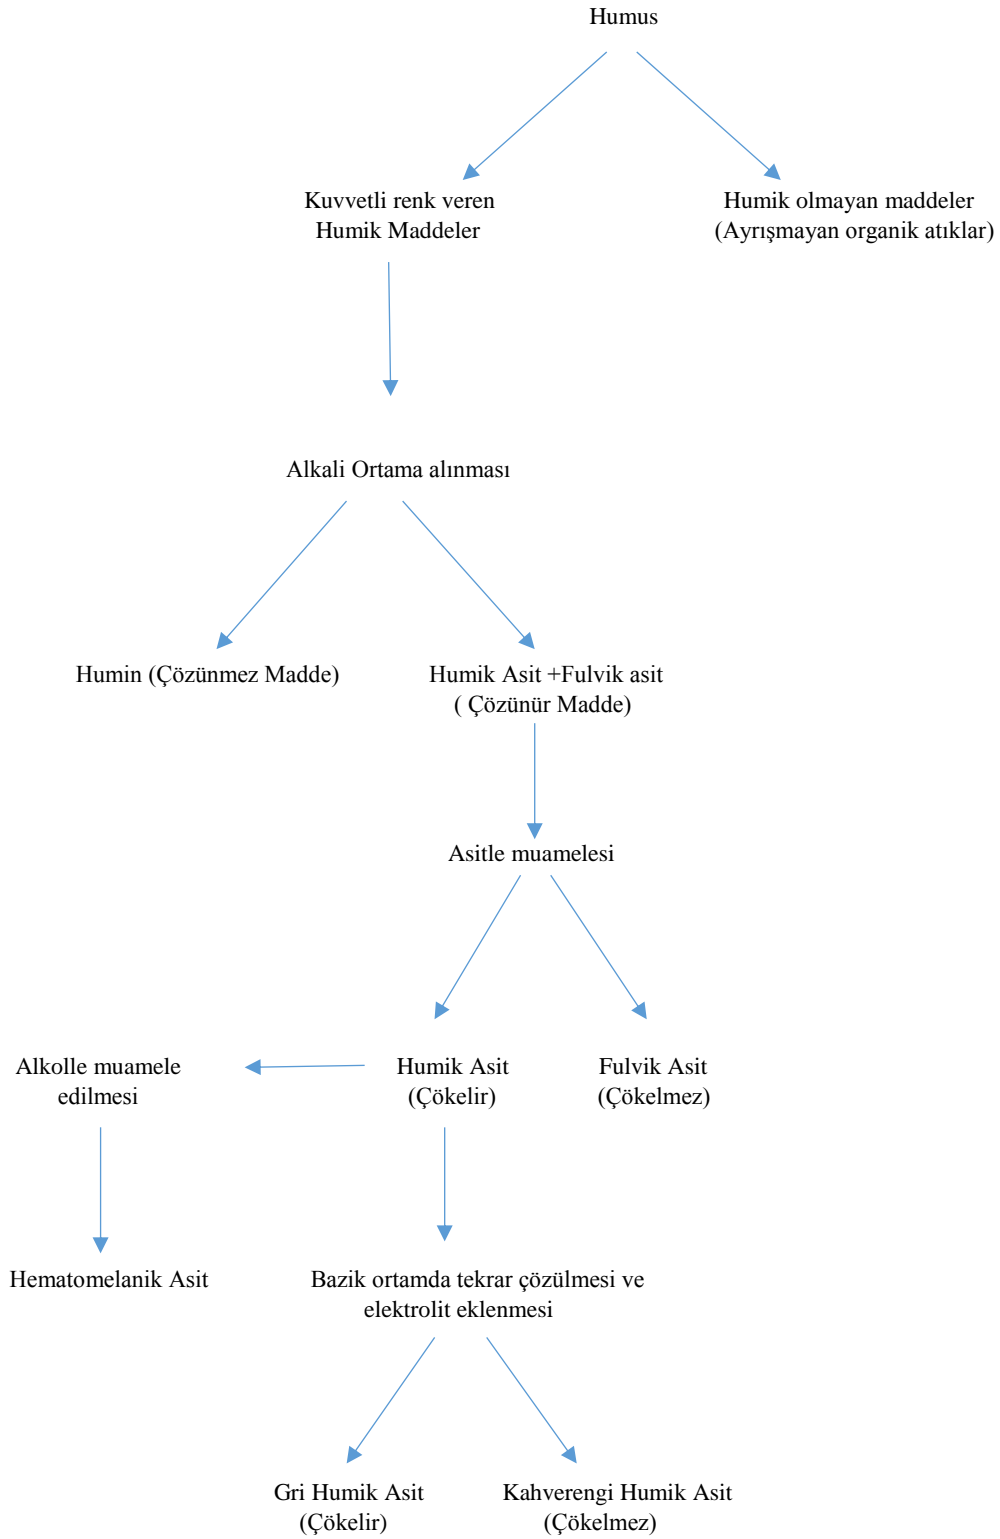 Humus
Kuvvetli renk veren
Humik Maddeler
Humik olmayan maddeler
(Ayrışmayan organik atıklar)
Alkali Ortama alınması
Humin (Çözünmez Madde)
Humik Asit +Fulvik asit
( Çözünür Madde)
Asitle muamelesi
Alkolle muamele
edilmesi
Humik Asit
(Çökelir)
Fulvik Asit
(Çökelmez)
Hematomelanik Asit
Bazik ortamda tekrar çözülmesi ve
elektrolit eklenmesi
Gri Humik Asit
(Çökelir)
Kahverengi Humik Asit
(Çökelmez)